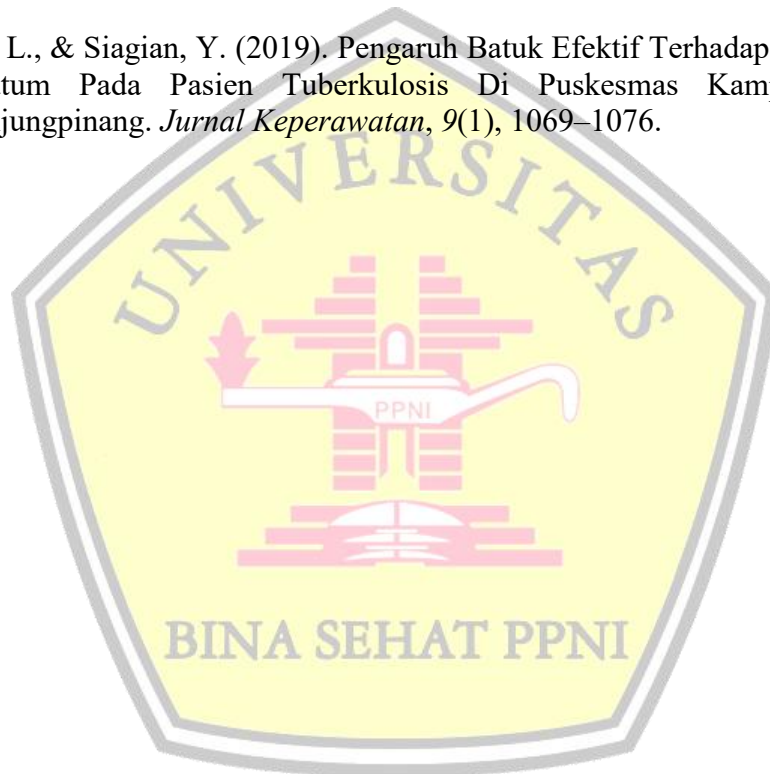 L., & Siagian, Y. (2019). Pengaruh Batuk Efektif Terhadap
tum Pada Pasien Tuberkulosis Di Puskesmas Kamp
jungpinang. Jurnal Keperawatan, 9(1), 1069–1076.
UNIVERSITAS
PPNI
BINA SEHAT PPNI